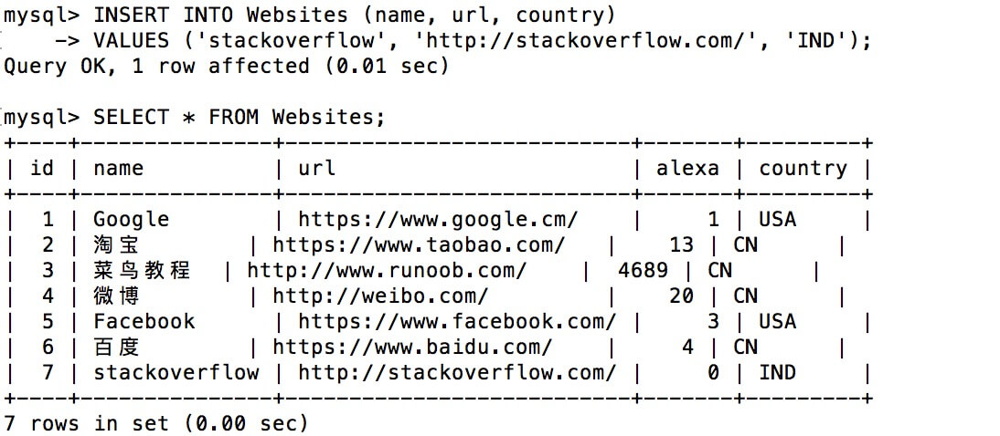 mysql> INSERT INTO Websites (name, url, country)
    -> VALUES ('stackoverflow', 'http://stackoverflow.com/', 'IND');
Query OK, 1 row affected (0.01 sec)

mysql> SELECT * FROM Websites;
+----+---------------+---------------------------+-------+---------+
| id | name          | url                       | alexa | country |
+----+---------------+---------------------------+-------+---------+
|  1 | Google        | https://www.google.cm/    |     1 | USA     |
|  2 | 淘宝          | https://www.taobao.com/   |    13 | CN      |
|  3 | 菜鸟教程      | http://www.runoob.com/    |  4689 | CN      |
|  4 | 微博          | http://weibo.com/         |    20 | CN      |
|  5 | Facebook      | https://www.facebook.com/ |     3 | USA     |
|  6 | 百度          | https://www.baidu.com/    |     4 | CN      |
|  7 | stackoverflow | http://stackoverflow.com/ |     0 | IND     |
+----+---------------+---------------------------+-------+---------+
7 rows in set (0.00 sec)